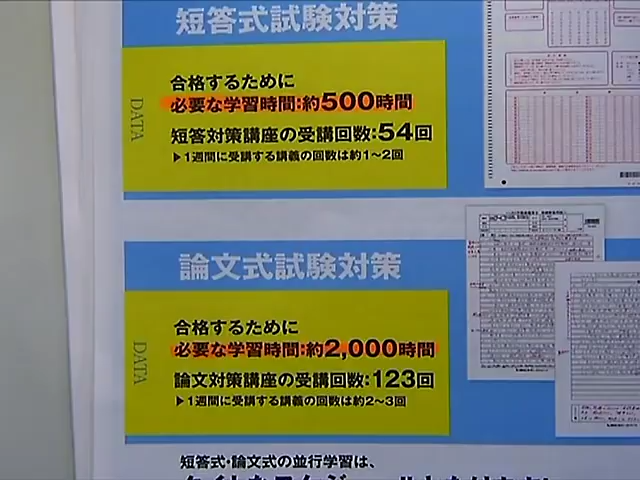 短答式試験対策
DATA
合格するために
必要な学習時間:約500時間
短答対策講座の受講回数:54回
▶1週間に受講する講義の回数は約1~2回
論文式試験対策
DATA
合格するために
必要な学習時間:約2,000時間
論文対策講座の受講回数:123回
▶1週間に受講する講義の回数は約2~3回
短答式・論文式の並行学習は、